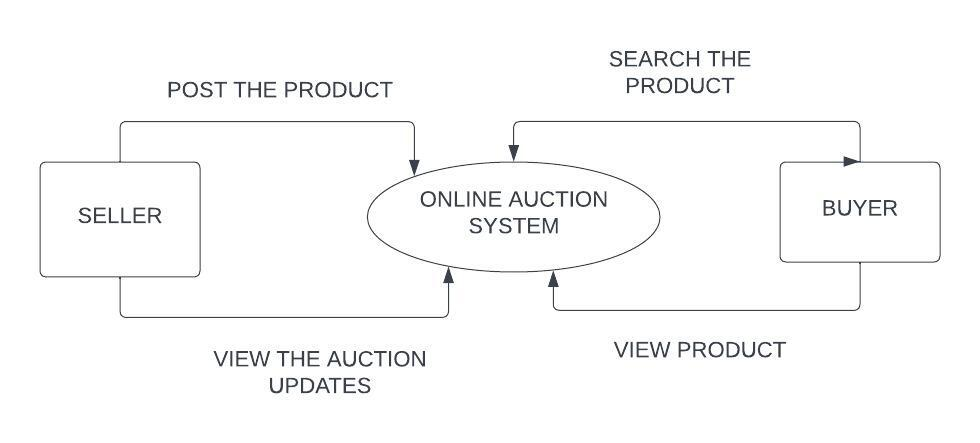 SEARCH THE
PRODUCT
POST THE PRODUCT
SELLER
ONLINE AUCTION
SYSTEM
BUYER
VIEW THE AUCTION
UPDATES
VIEW PRODUCT